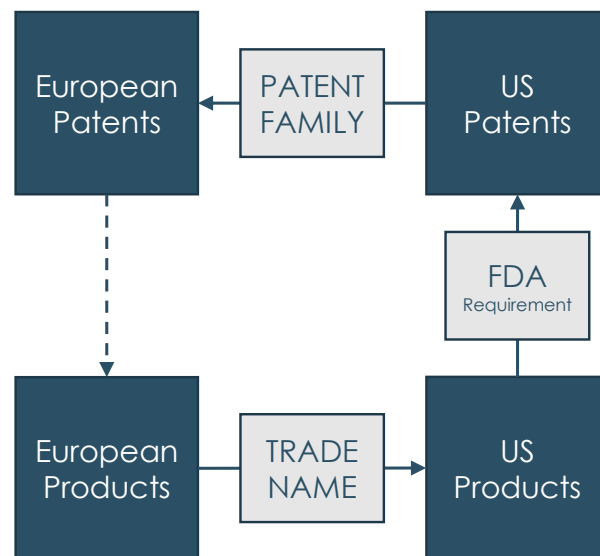 European
Patents
PATENT
FAMILY
US
Patents
FDA
Requirement
European
Products
TRADE
NAME
US
Products